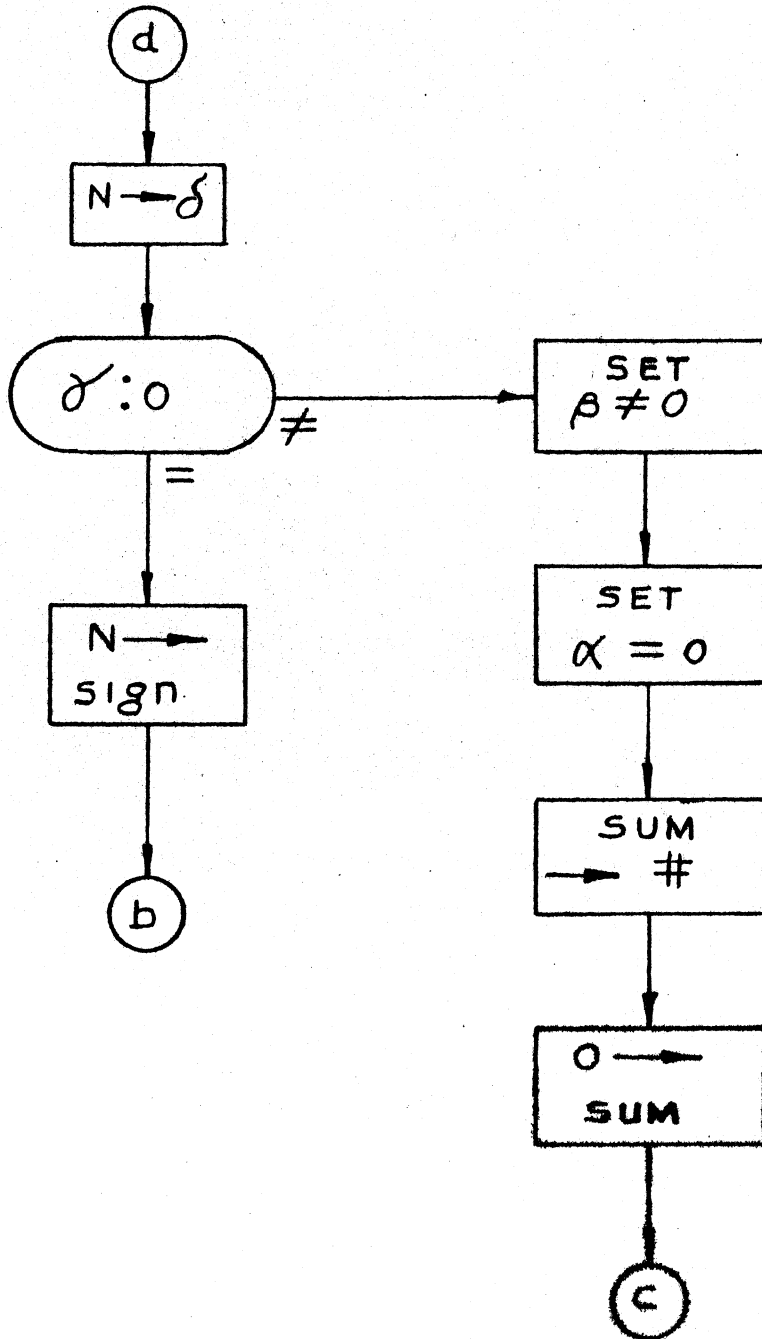 d
N → δ
γ : 0
≠
=
N →
sign
b
SET
β ≠ 0
SET
α = 0
SUM
→ #
0 →
SUM
c